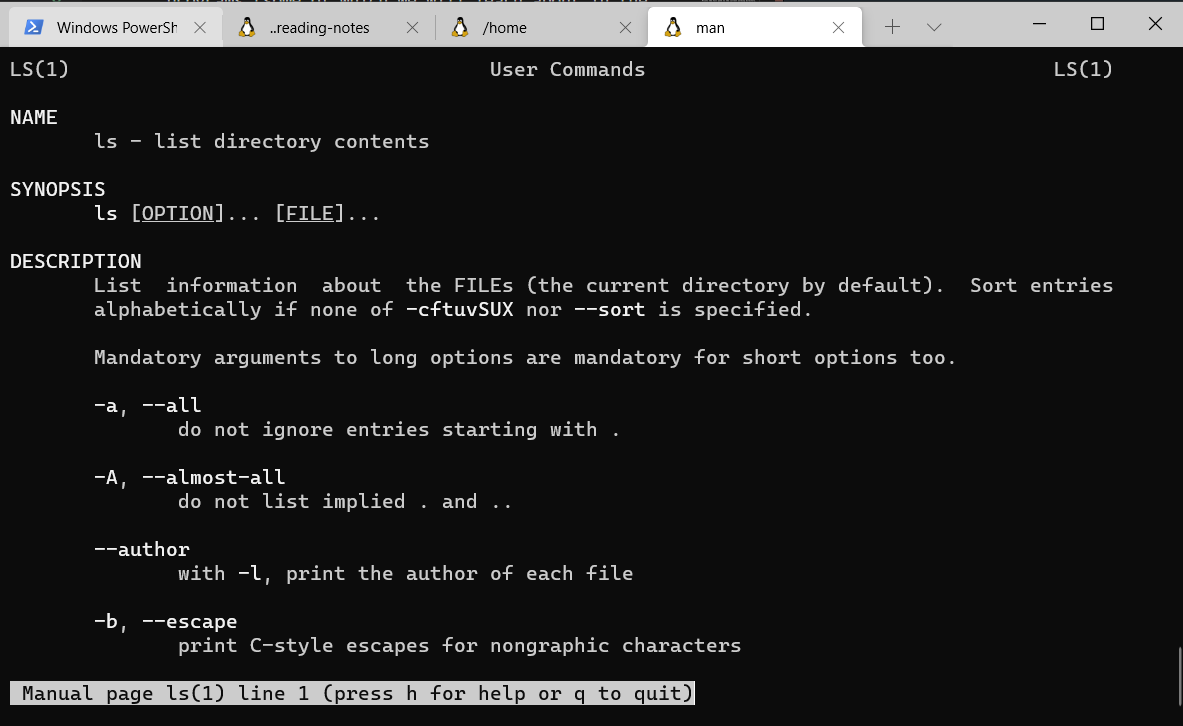 Windows PowerSh ..reading-notes /home man
LS(1) User Commands LS(1)
NAME
ls - list directory contents
SYNOPSIS
ls [OPTION]... [FILE]...
DESCRIPTION
List  information  about  the FILEs (the current directory by default).  Sort entries
alphabetically if none of -cftuvSUX nor --sort is specified.
Mandatory arguments to long options are mandatory for short options too.
-a, --all
do not ignore entries starting with .
-A, --almost-all
do not list implied . and ..
--author
with -l, print the author of each file
-b, --escape
print C-style escapes for nongraphic characters
Manual page ls(1) line 1 (press h for help or q to quit)